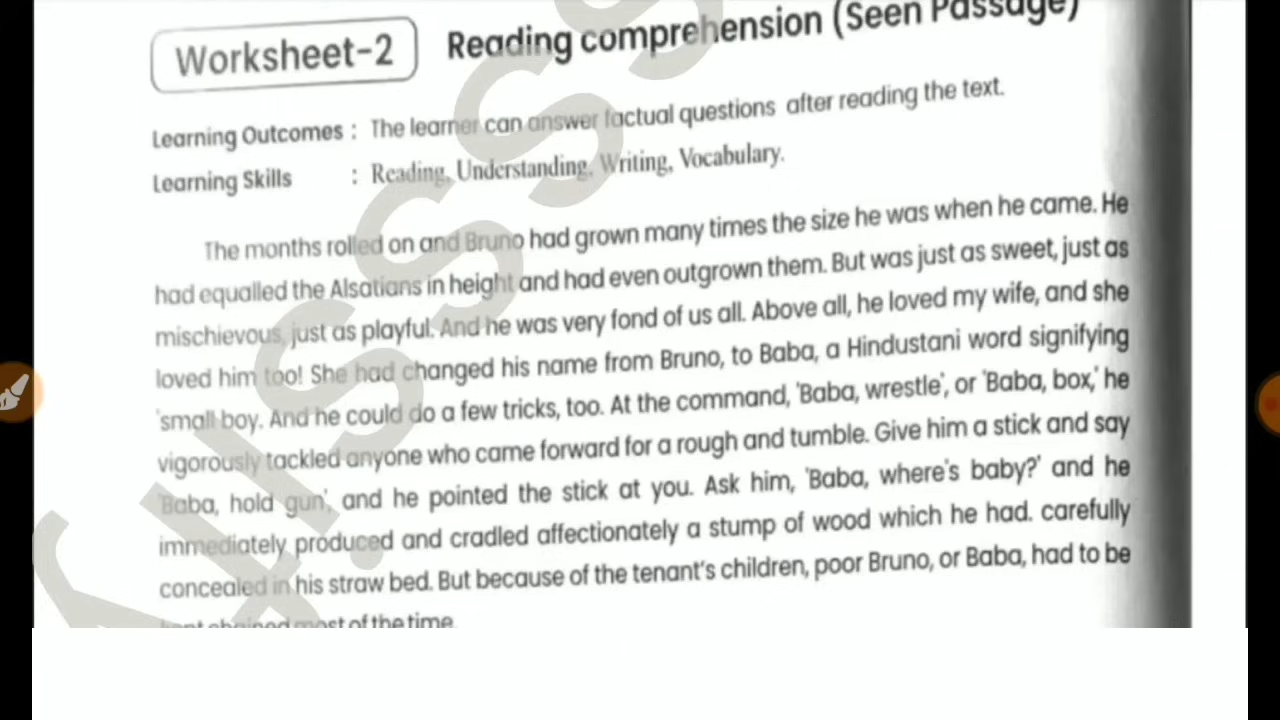 Worksheet-2 Reading comprehension (Seen Passage)
Learning Outcomes : The learner can answer factual questions after reading the text.
Learning Skills : Reading, Understanding, Writing, Vocabulary.
The months rolled on and Bruno had grown many times the size he was when he came. He
had equalled the Alsatians in height and had even outgrown them. But was just as sweet, just as
mischievous, just as playful. And he was very fond of us all. Above all, he loved my wife, and she
loved him too! She had changed his name from Bruno, to Baba, a Hindustani word signifying
'small boy. And he could do a few tricks, too. At the command, 'Baba, wrestle', or 'Baba, box,' he
vigorously tackled anyone who came forward for a rough and tumble. Give him a stick and say
'Baba, hold gun', and he pointed the stick at you. Ask him, 'Baba, where's baby?' and he
immediately produced and cradled affectionately a stump of wood which he had. carefully
concealed in his straw bed. But because of the tenant's children, poor Bruno, or Baba, had to be
kept chained most of the time.